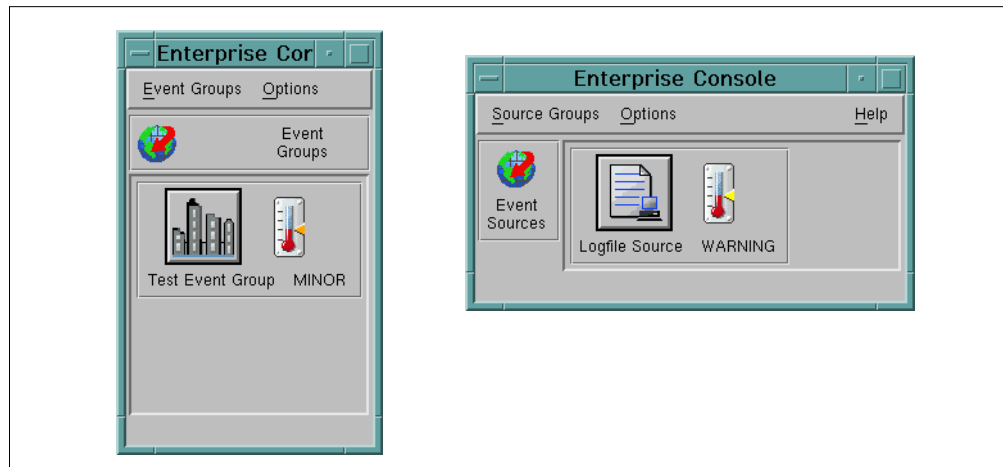 Enterprise Cor
Event Groups Options
Event
Groups
Test Event Group MINOR
Enterprise Console
Source Groups Options Help
Event
Sources
Logfile Source WARNING